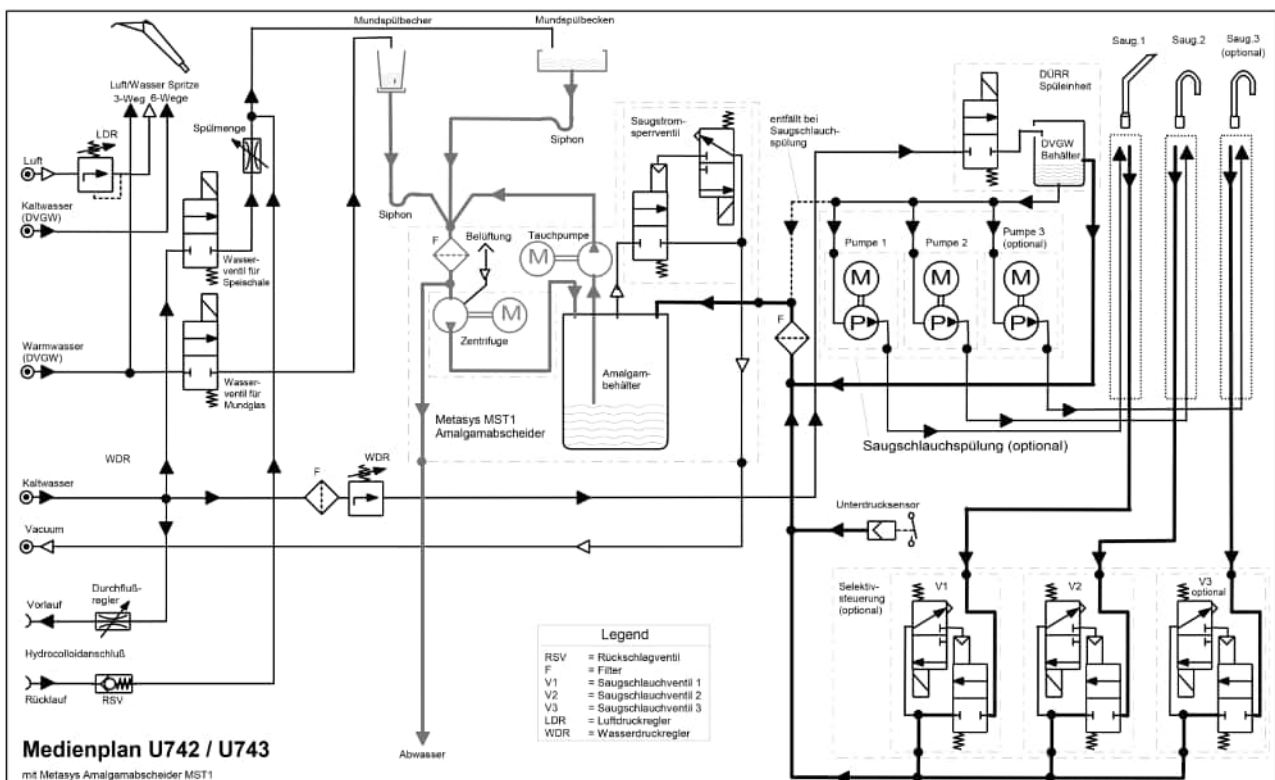 Mundspülbecher
Mundspülbecken
Luft/Wasser Spritze
3-Weg 6-Wege
LDR
Luft
Kaltwasser
(DVGW)
Spülmenge
Wasser-
ventil für
Speischale
Warmwasser
(DVGW)
Wasser-
ventil für
Mundglas
WDR
Kaltwasser
Vacuum
Durchfluß-
regler
Vorlauf
Hydrocolloidanschluß
Rücklauf
RSV
Siphon
Siphon
F
Belüftung
Tauchpumpe
M
M
Zentrifuge
Amalgam-
behälter
Metasys MST1
Amalgamabscheider
Saugstrom-
sperrventil
F
WDR
Abwasser
entfällt bei
Saugschlauch-
spülung
DÜRR
Spüleinheit
DVGW
Behälter
Saug.1
Saug.2
Saug.3
(optional)
Pumpe 1
Pumpe 2
Pumpe 3
(optional)
M
M
M
P
P
P
F
Saugschlauchspülung (optional)
Unterdrucksensor
Selektiv-
steuerung
(optional)
V1
V2
V3
optional
Legend
RSV = Rückschlagventil
F = Filter
V1 = Saugschlauchventil 1
V2 = Saugschlauchventil 2
V3 = Saugschlauchventil 3
LDR = Luftdruckregler
WDR = Wasserdruckregler
Medienplan U742 / U743
mit Metasys Amalgamabscheider MST1